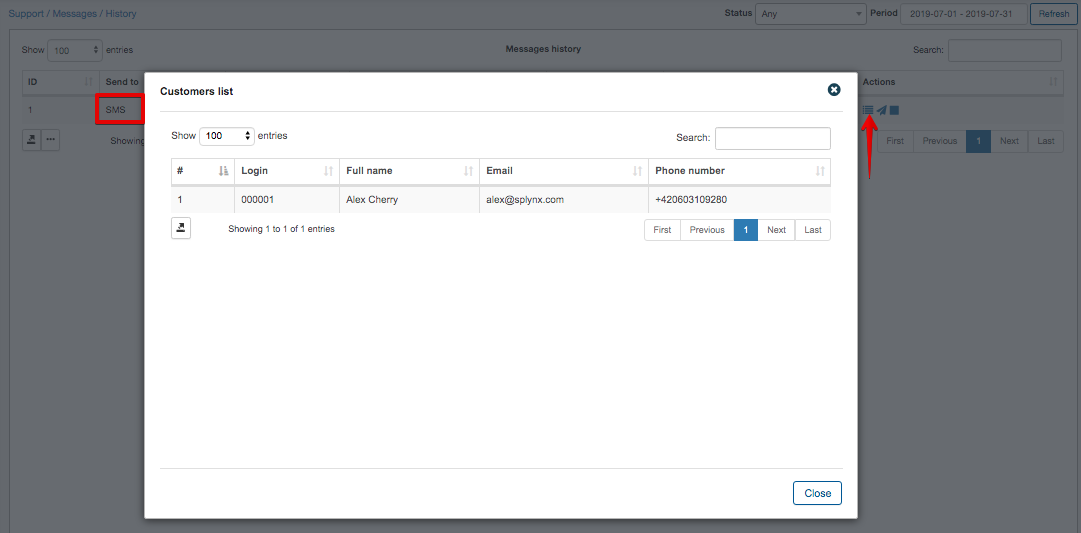 Support / Messages / History
Status Any Period 2019-07-01 - 2019-07-31 Refresh
Show 100 entries
Messages history
Search:
ID Send to Actions
1 SMS
Showing
First Previous 1 Next Last
Customers list
Show 100 entries
Search:
# Login Full name Email Phone number
1 000001 Alex Cherry alex@splynx.com +420603109280
Showing 1 to 1 of 1 entries
First Previous 1 Next Last
Close